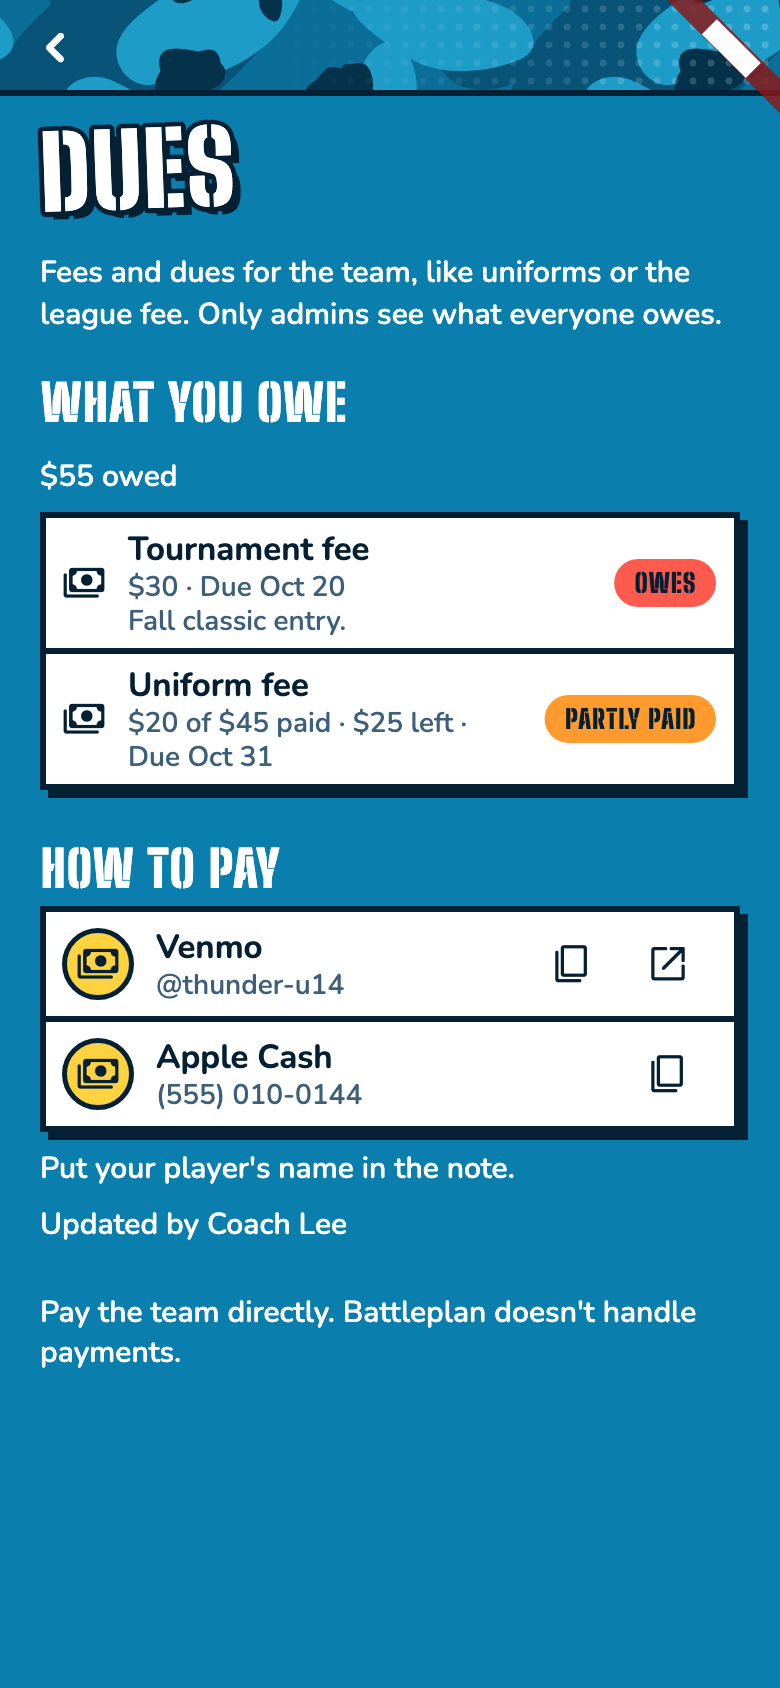 DUES
Fees and dues for the team, like uniforms or the
league fee. Only admins see what everyone owes.
WHAT YOU OWE
$55 owed
Tournament fee
$30 · Due Oct 20
Fall classic entry.
OWES
Uniform fee
$20 of $45 paid · $25 left ·
Due Oct 31
PARTLY PAID
HOW TO PAY
Venmo
@thunder-u14
Apple Cash
(555) 010-0144
Put your player's name in the note.
Updated by Coach Lee
Pay the team directly. Battleplan doesn't handle
payments.